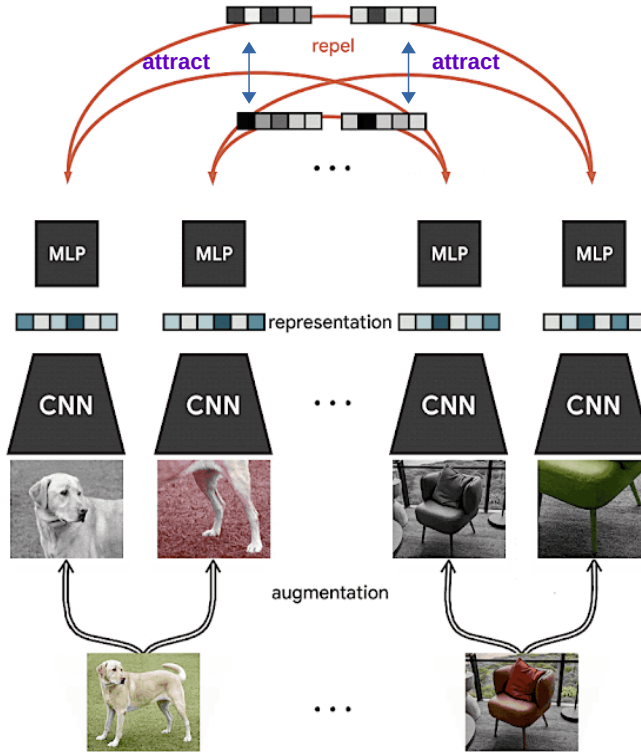 repel
attract
attract
...
MLP
MLP
MLP
MLP
representation
CNN
CNN
...
CNN
CNN
augmentation
...